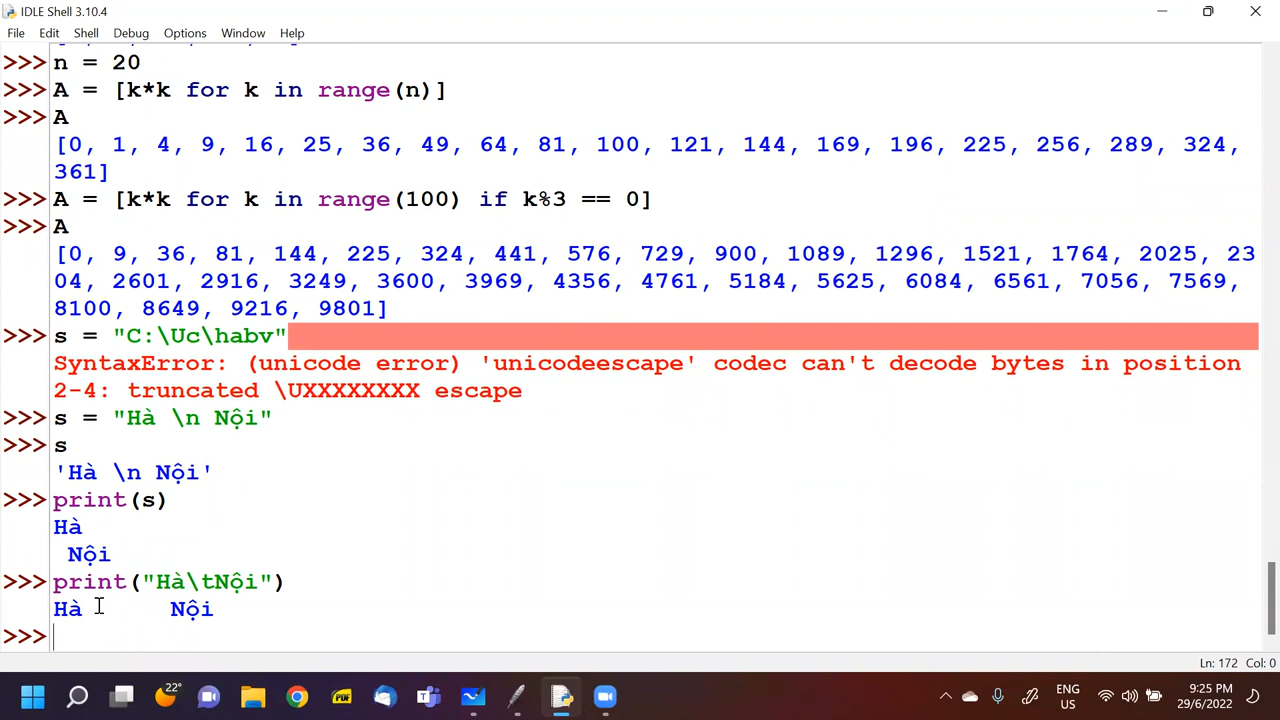 IDLE Shell 3.10.4
File Edit Shell Debug Options Window Help
>>> n = 20
>>> A = [k*k for k in range(n)]
>>> A
[0, 1, 4, 9, 16, 25, 36, 49, 64, 81, 100, 121, 144, 169, 196, 225, 256, 289, 324,
361]
>>> A = [k*k for k in range(100) if k%3 == 0]
>>> A
[0, 9, 36, 81, 144, 225, 324, 441, 576, 729, 900, 1089, 1296, 1521, 1764, 2025, 23
04, 2601, 2916, 3249, 3600, 3969, 4356, 4761, 5184, 5625, 6084, 6561, 7056, 7569,
8100, 8649, 9216, 9801]
>>> s = "C:\Uc\habv"
SyntaxError: (unicode error) 'unicodeescape' codec can't decode bytes in position
2-4: truncated \UXXXXXXXX escape
>>> s = "Hà \n Nội"
>>> s
'Hà \n Nội'
>>> print(s)
Hà
 Nội
>>> print("Hà\tNội")
Hà	Nội
>>>
Ln: 172 Col: 0
22°
PDF
ENG
US
9:25 PM
29/6/2022